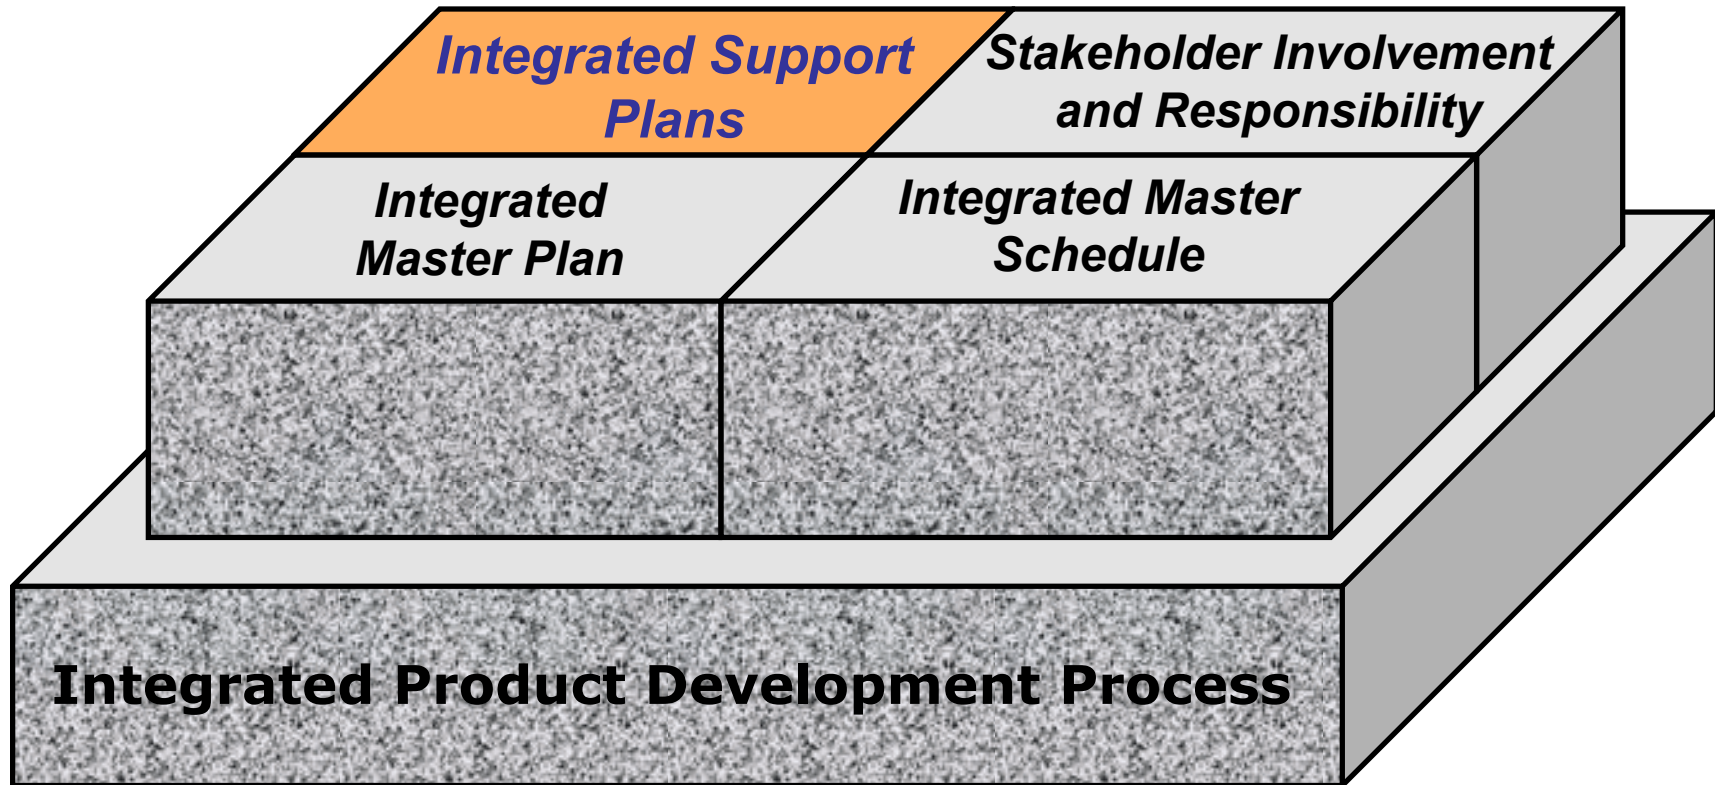 Integrated Support
Plans
Stakeholder Involvement
and Responsibility
Integrated
Master Plan
Integrated Master
Schedule
Integrated Product Development Process